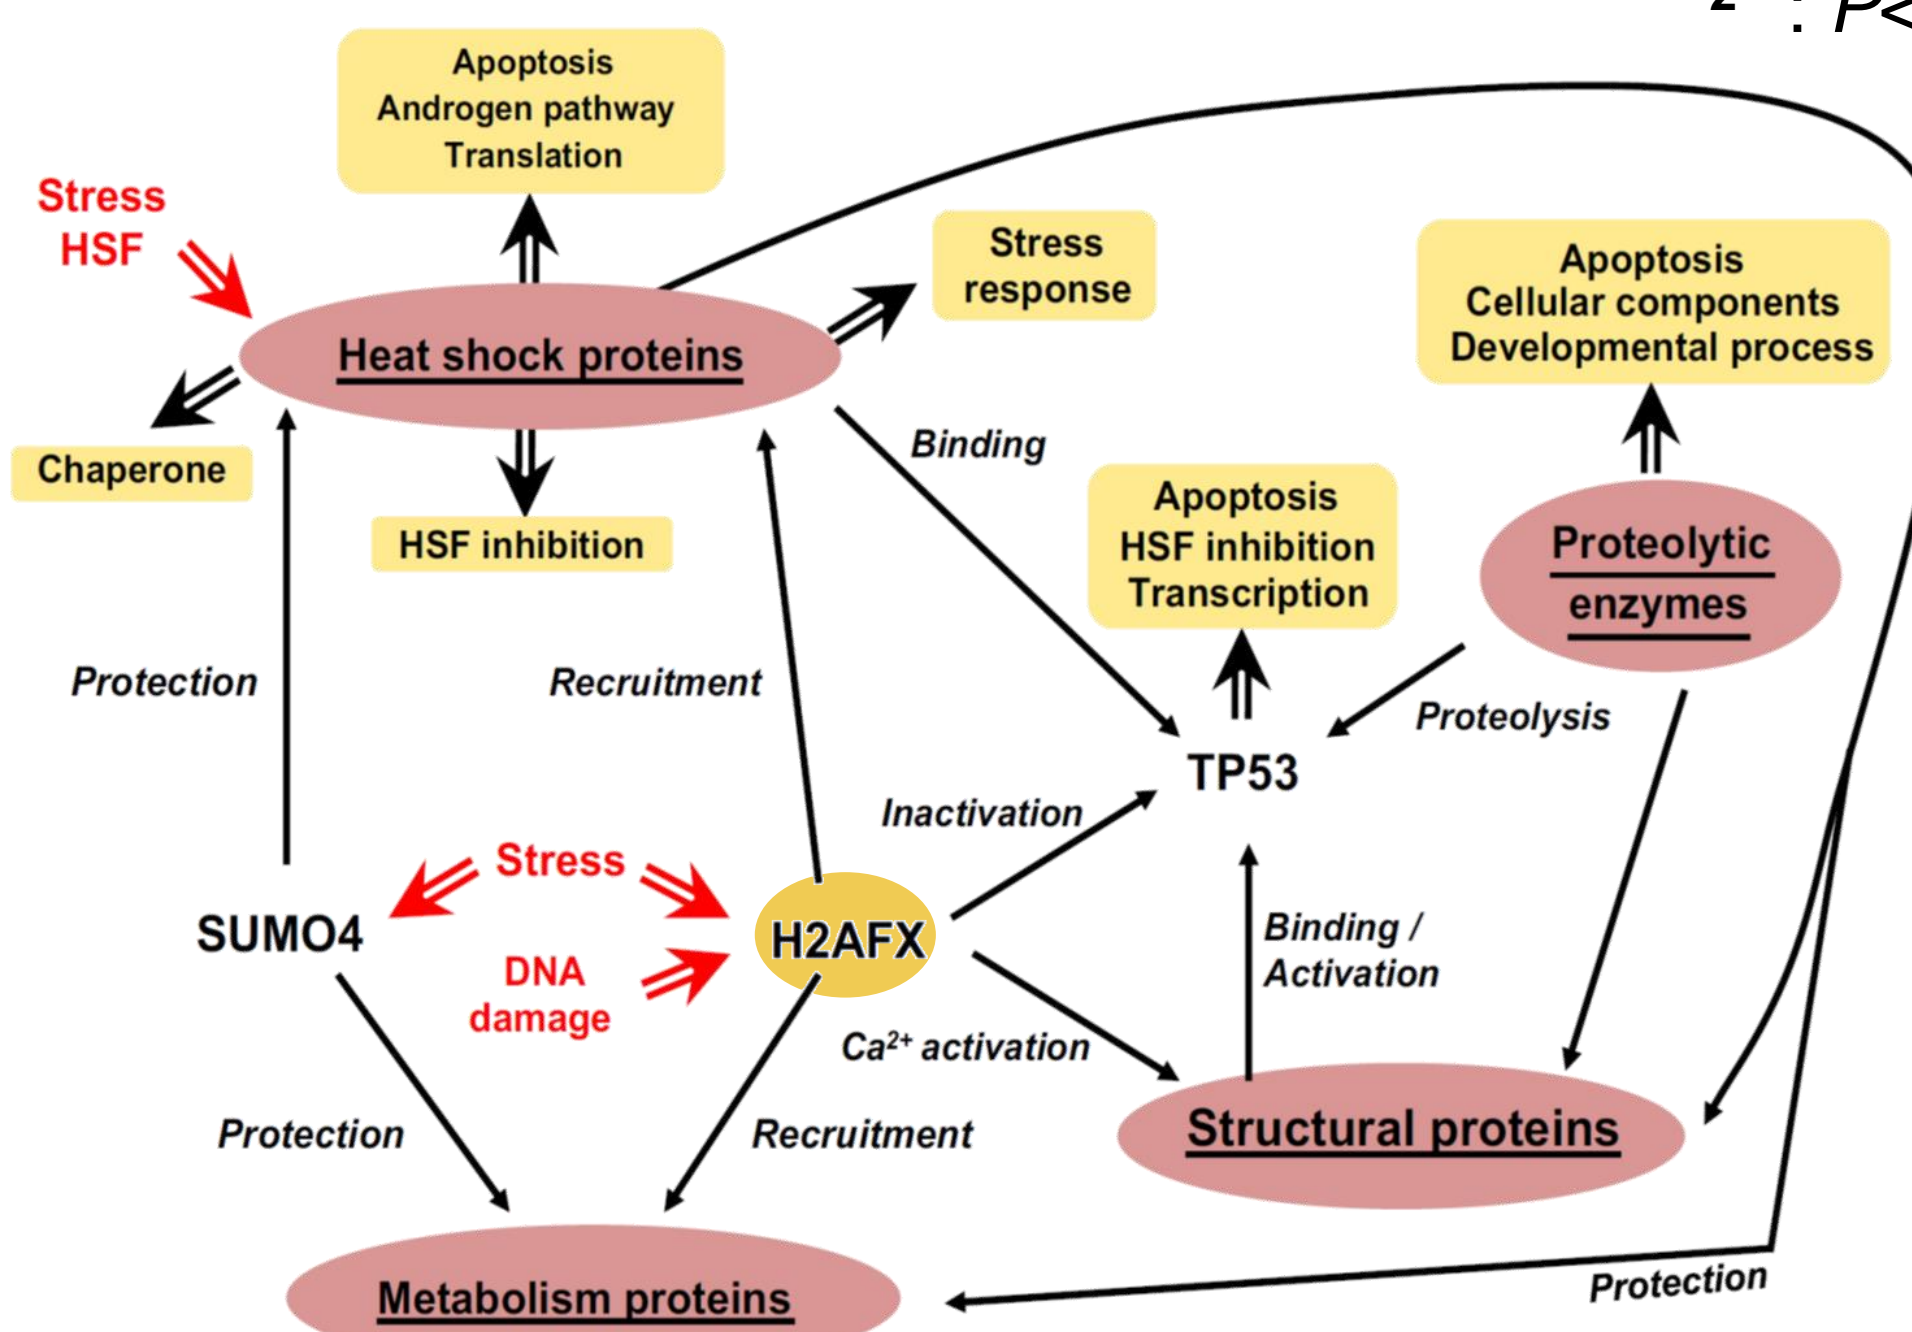 2 : P<
Apoptosis
Androgen pathway
Translation
Stress
HSF
Stress
response
Apoptosis
Cellular components
Developmental process
Heat shock proteins
Chaperone
Binding
HSF inhibition
Apoptosis
HSF inhibition
Transcription
Proteolytic
enzymes
Protection
Recruitment
Proteolysis
TP53
Inactivation
Stress
SUMO4
H2AFX
DNA
damage
Binding /
Activation
Ca²⁺ activation
Protection
Recruitment
Structural proteins
Metabolism proteins
Protection